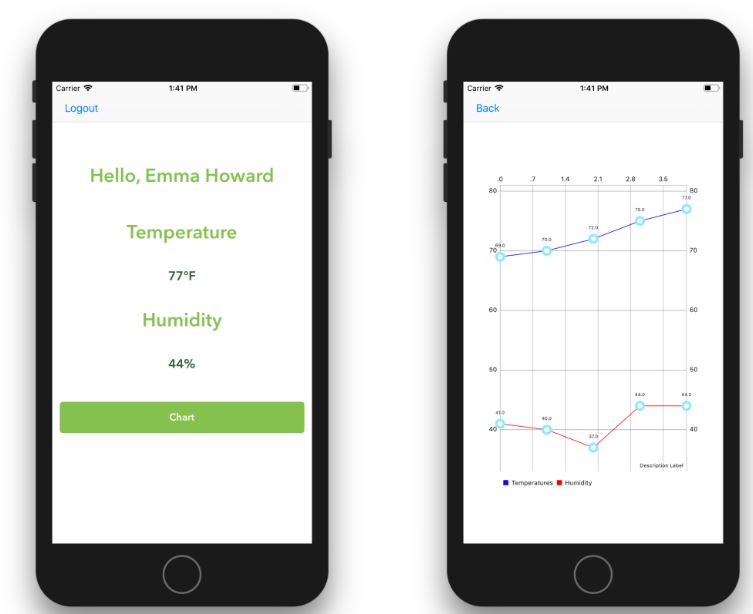 Carrier 1:41 PM
Logout
Hello, Emma Howard
Temperature
77°F
Humidity
44%
Chart
Carrier 1:41 PM
Back
.0 .7 1.4 2.1 2.8 3.5
80 80
77.0
75.0
72.0
70.0
69.0
70 70
60 60
50 50
44.0 44.0
41.0
40.0
37.0
40 40
Description Label
Temperatures Humidity